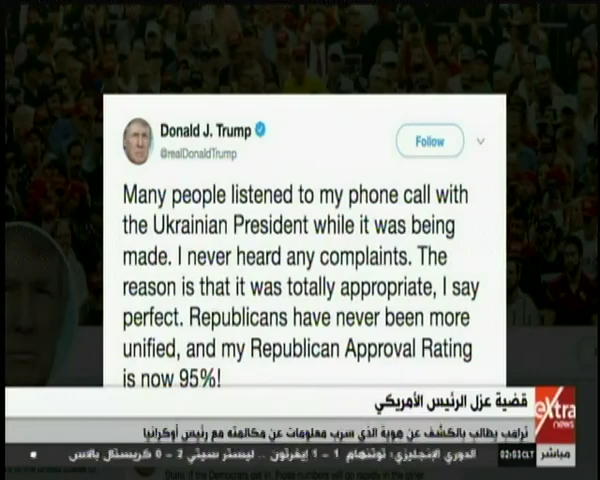 Donald J. Trump
@realDonaldTrump
Follow
Many people listened to my phone call with
the Ukrainian President while it was being
made. I never heard any complaints. The
reason is that it was totally appropriate, I say
perfect. Republicans have never been more
unified, and my Republican Approval Rating
is now 95%!
قضية عزل الرئيس الأمريكي
extra
news
ترامب يطالب بالكشف عن هوية الذي سرب معلومات عن مكالمته مع رئيس أوكرانيا
مباشر
02:03 CLT
الدوري الإنجليزي: توتنهام 1 - 1 إيفرتون .. ليستر سيتي 2 - 0 كريستال بالاس